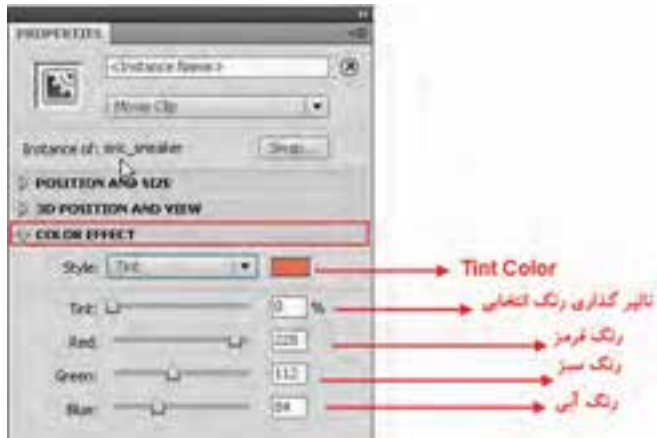 PROPERTIES
<Instance Name>
Movie Clip
Instance of: mic_sneaker Swap...
POSITION AND SIZE
3D POSITION AND VIEW
COLOR EFFECT
Style: Tint Tint Color
Tint: 0 % تاثیر گذاری رنگ انتخابی
Red: رنگ قرمز
Green: 112 رنگ سبز
Blue: 84 رنگ آبی